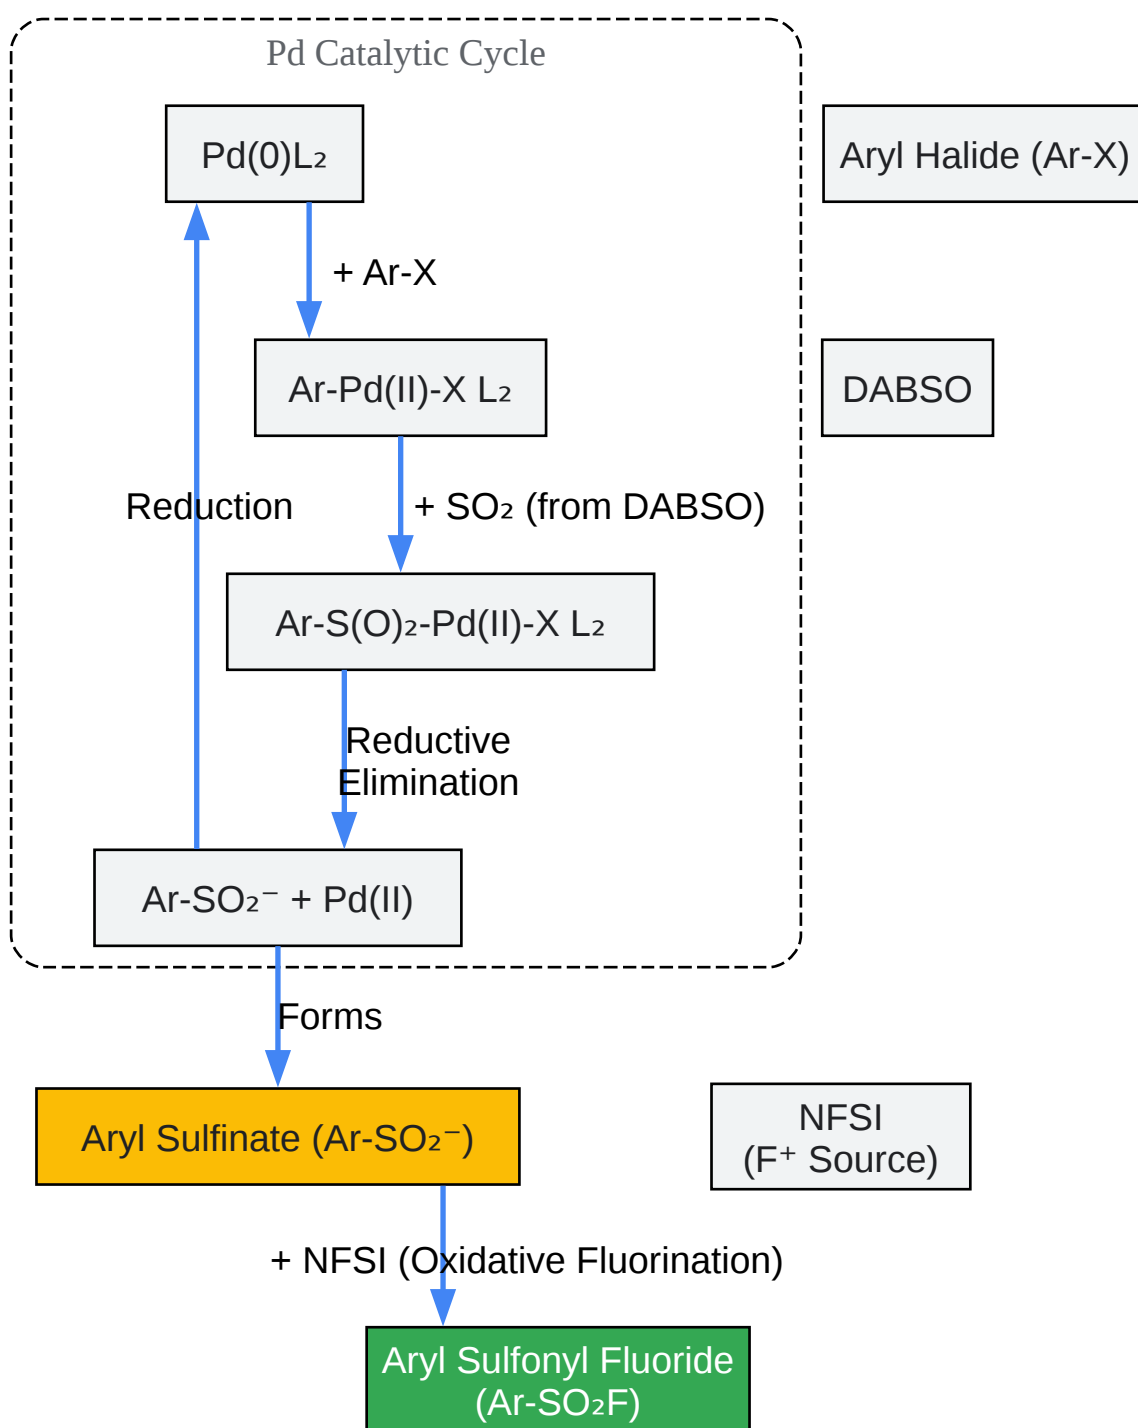 Pd Catalytic Cycle
Pd(0)L₂
Aryl Halide (Ar-X)
+ Ar-X
Ar-Pd(II)-X L₂
DABSO
Reduction
+ SO₂ (from DABSO)
Ar-S(O)₂-Pd(II)-X L₂
Reductive
Elimination
Ar-SO₂⁻ + Pd(II)
Forms
Aryl Sulfinate (Ar-SO₂⁻)
NFSI
(F⁺ Source)
+ NFSI (Oxidative Fluorination)
Aryl Sulfonyl Fluoride
(Ar-SO₂F)